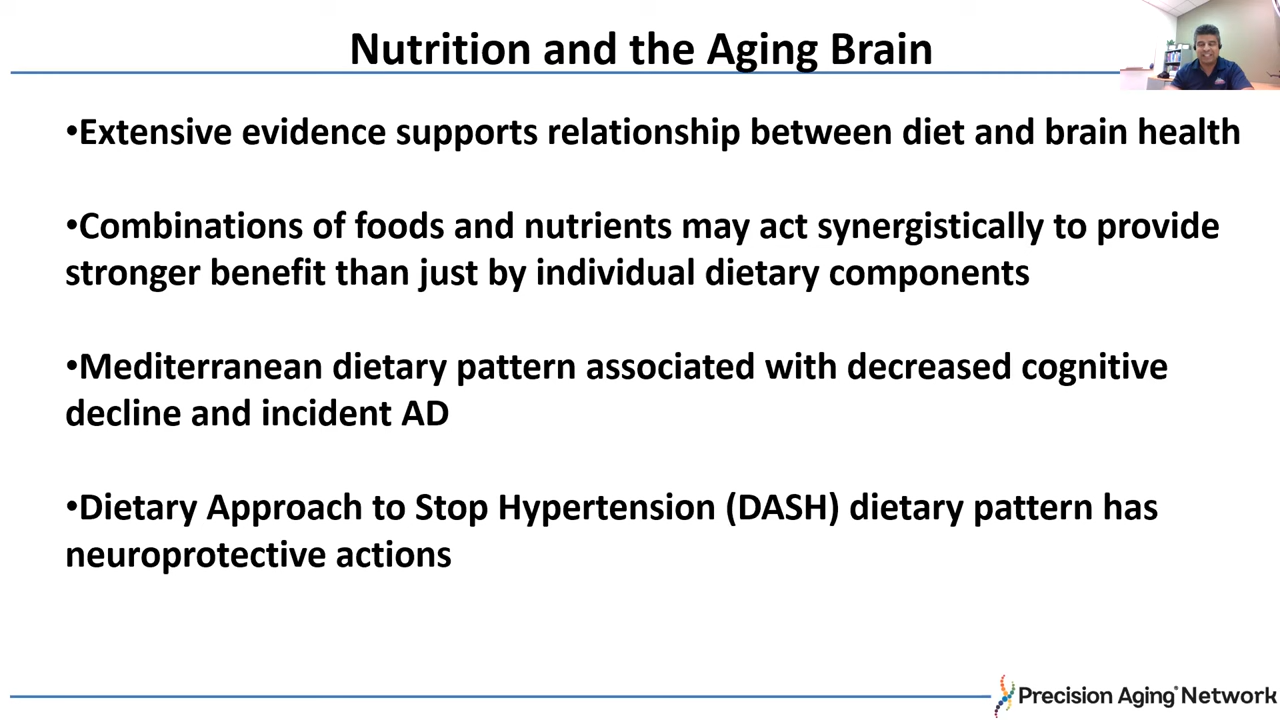 Nutrition and the Aging Brain
•Extensive evidence supports relationship between diet and brain health
•Combinations of foods and nutrients may act synergistically to provide
stronger benefit than just by individual dietary components
•Mediterranean dietary pattern associated with decreased cognitive
decline and incident AD
•Dietary Approach to Stop Hypertension (DASH) dietary pattern has
neuroprotective actions
Precision Aging® Network